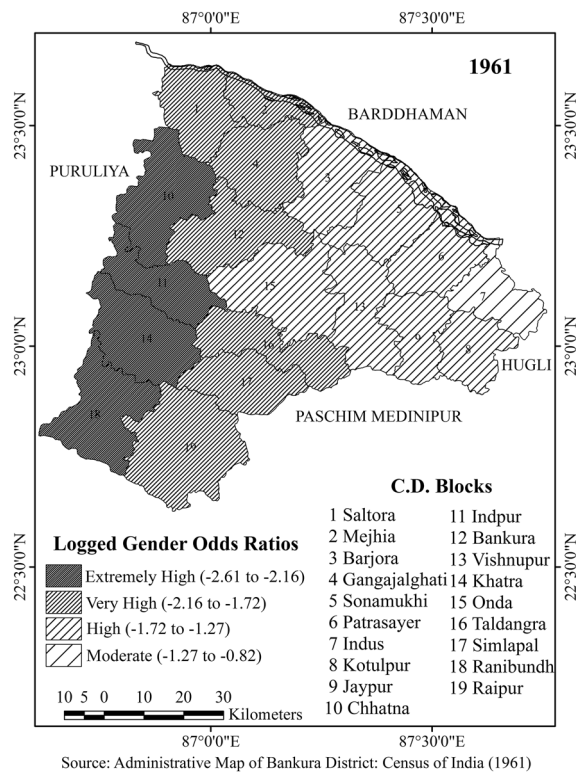 87°0'0"E 87°30'0"E
1961
BARDDHAMAN
23°30'0"N 23°30'0"N
PURULIYA
1
2
4
3
10
5
12
6
11
15
7
13
14
16
9
8
23°0'0"N 23°0'0"N
HUGLI
17
18
PASCHIM MEDINIPUR
19
C.D. Blocks
1 Saltora 11 Indpur
2 Mejhia 12 Bankura
3 Barjora 13 Vishnupur
4 Gangajalghati 14 Khatra
5 Sonamukhi 15 Onda
6 Patrasayer 16 Taldangra
7 Indus 17 Simlapal
8 Kotulpur 18 Ranibundh
9 Jaypur 19 Raipur
10 Chhatna
Logged Gender Odds Ratios
Extremely High (-2.61 to -2.16)
Very High (-2.16 to -1.72)
High (-1.72 to -1.27)
Moderate (-1.27 to -0.82)
22°30'0"N 22°30'0"N
10 5 0 10 20 30
Kilometers
87°0'0"E 87°30'0"E
Source: Administrative Map of Bankura District: Census of India (1961)